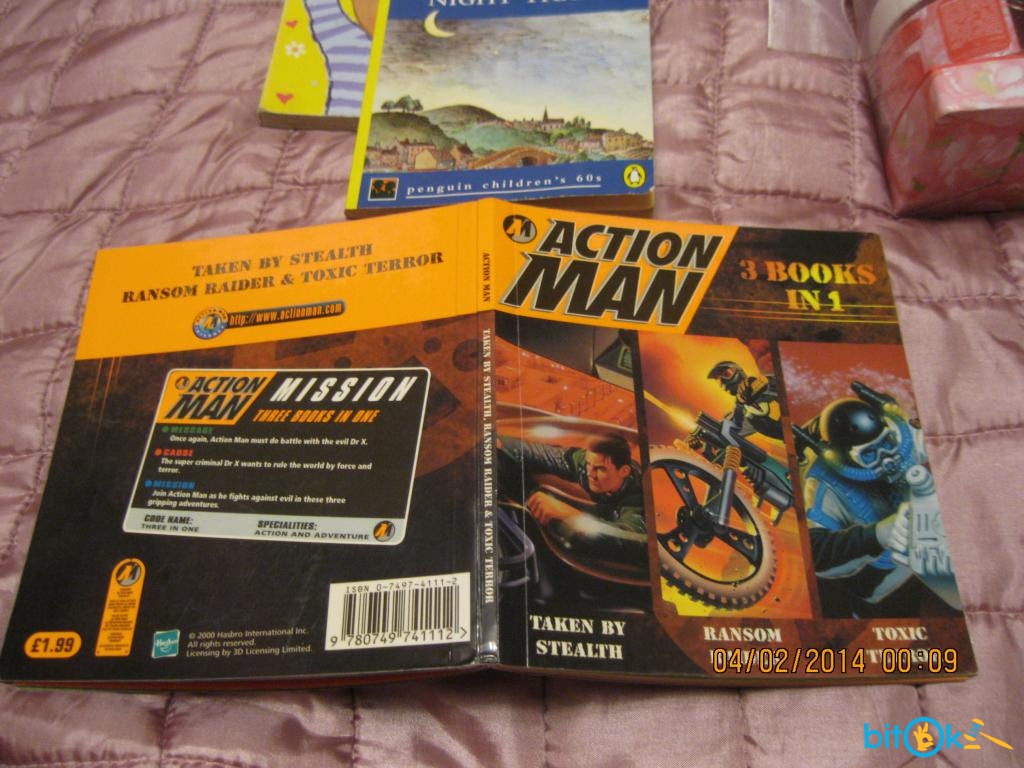 NIGHT
penguin children's 60s
TAKEN BY STEALTH
RANSOM RAIDER & TOXIC TERROR
http://www.actionman.com
ACTION
MAN
MISSION
THREE BOOKS IN ONE
MESSAGE
Once again, Action Man must do battle with the evil Dr X.
CAUSE
The super criminal Dr X wants to rule the world by force and
terror.
MISSION
Join Action Man as he fights against evil in these three
gripping adventures.
CODE NAME:
THREE IN ONE
SPECIALITIES:
ACTION AND ADVENTURE
£1.99
Hasbro
© 2000 Hasbro International Inc.
All rights reserved.
Licensing by 3D Licensing Limited.
ISBN 0-7497-4111-2
9 780749 741112 >
ACTION MAN
TAKEN BY STEALTH, RANSOM RAIDER & TOXIC TERROR
ACTION
MAN
3 BOOKS
IN 1
TAKEN BY
STEALTH
RANSOM
TOXIC
04/02/2014 00:09
bitOk